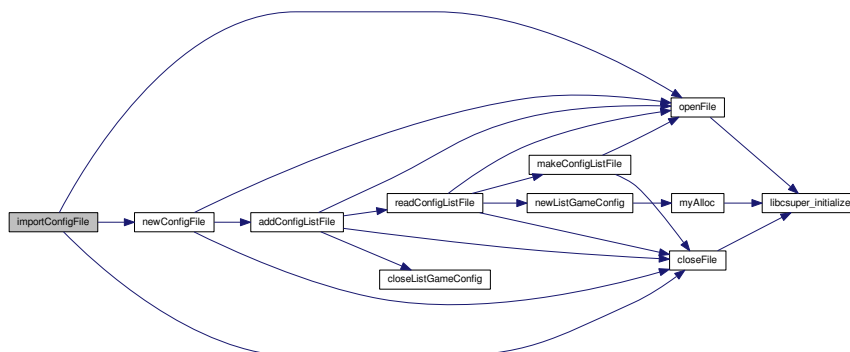 openFile
makeConfigListFile
importConfigFile
newConfigFile
addConfigListFile
readConfigListFile
newListGameConfig
myAlloc
libcsuper_initialize
closeFile
closeListGameConfig